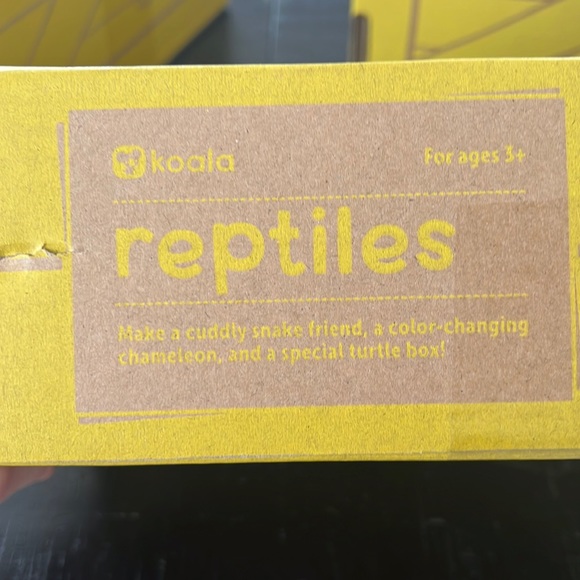 koala
For ages 3+
reptiles
Make a cuddly snake friend, a color-changing
chameleon, and a special turtle box!